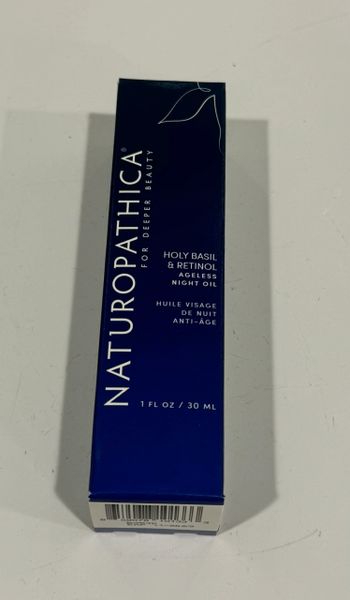 NATUROPATHICA®
FOR DEEPER BEAUTY
HOLY BASIL
& RETINOL
AGELESS
NIGHT OIL
HUILE VISAGE
DE NUIT
ANTI-ÂGE
1 FL OZ / 30 ML